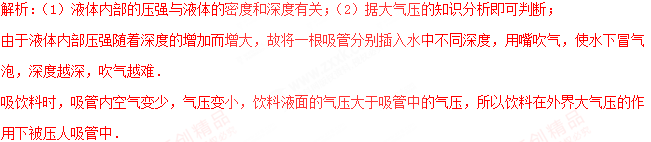 解析:(1)液体内部的压强与液体的密度和深度有关;(2)据大气压的知识分析即可判断;
由于液体内部压强随着深度的增加而增大，故将一根吸管分别插入水中不同深度，用嘴吹气，使水下冒气
泡，深度越深，吹气越难．
吸饮料时，吸管内空气变少，气压变小，饮料液面的气压大于吸管中的气压，所以饮料在外界大气压的作
用下被压人吸管中．